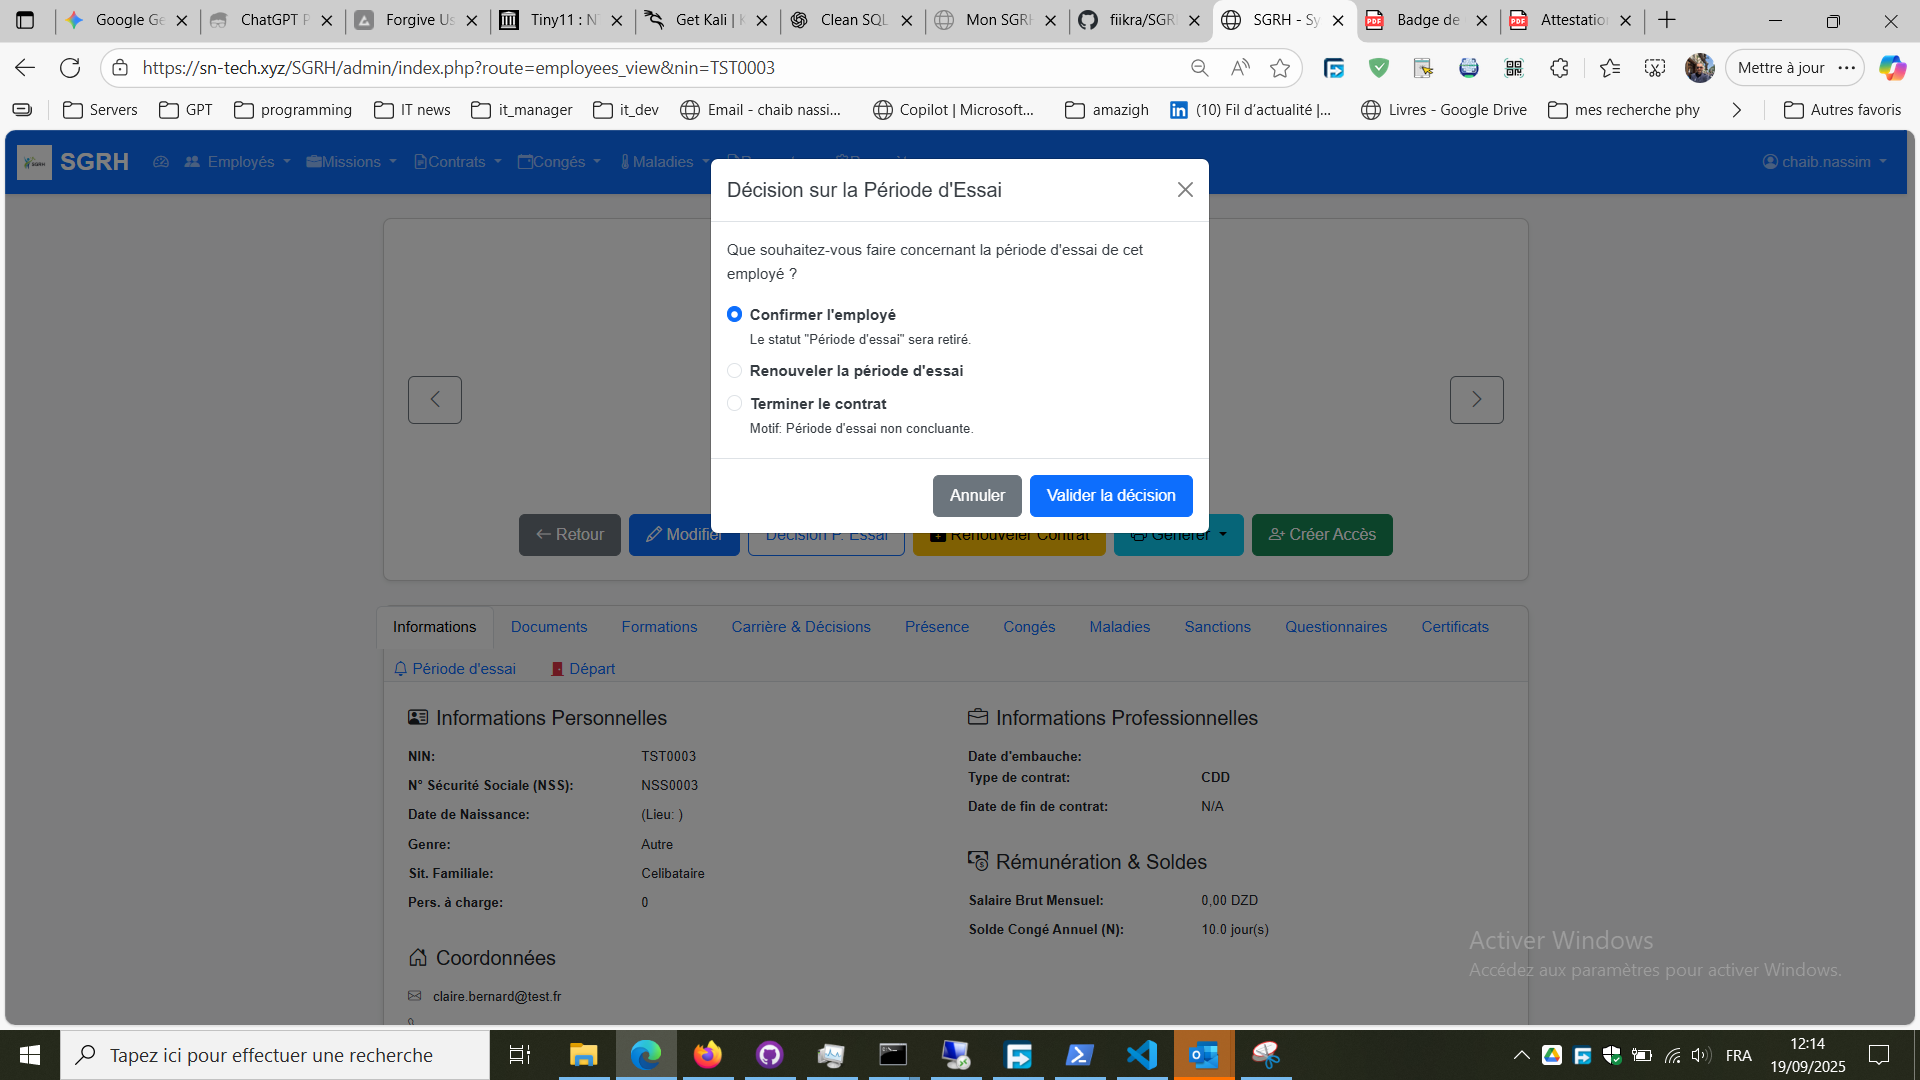 Google Ge
ChatGPT P
Forgive Us
Tiny11 : N
Get Kali | K
Clean SQL
Mon SGRH
fiikra/SGRH
SGRH - Sy
Badge de
Attestatio
https://sn-tech.xyz/SGRH/admin/index.php?route=employees_view&nin=TST0003
Mettre à jour
Servers
GPT
programming
IT news
it_manager
it_dev
Email - chaib nassi...
Copilot | Microsoft...
amazigh
(10) Fil d'actualité |...
Livres - Google Drive
mes recherche phy
Autres favoris
SGRH
Employés
Missions
Contrats
Congés
Maladies
chaib.nassim
Décision sur la Période d'Essai
Que souhaitez-vous faire concernant la période d'essai de cet
employé ?
Confirmer l'employé
Le statut "Période d'essai" sera retiré.
Renouveler la période d'essai
Terminer le contrat
Motif: Période d'essai non concluante.
Annuler
Valider la décision
Retour
Modifier
Décision P. Essai
Renouveler Contrat
Générer
Créer Accès
Informations
Documents
Formations
Carrière & Décisions
Présence
Congés
Maladies
Sanctions
Questionnaires
Certificats
Période d'essai
Départ
Informations Personnelles
NIN: TST0003
N° Sécurité Sociale (NSS): NSS0003
Date de Naissance: (Lieu: )
Genre: Autre
Sit. Familiale: Celibataire
Pers. à charge: 0
Coordonnées
claire.bernard@test.fr
Informations Professionnelles
Date d'embauche:
Type de contrat: CDD
Date de fin de contrat: N/A
Rémunération & Soldes
Salaire Brut Mensuel: 0,00 DZD
Solde Congé Annuel (N): 10.0 jour(s)
Activer Windows
Accédez aux paramètres pour activer Windows.
Tapez ici pour effectuer une recherche
FRA
12:14
19/09/2025